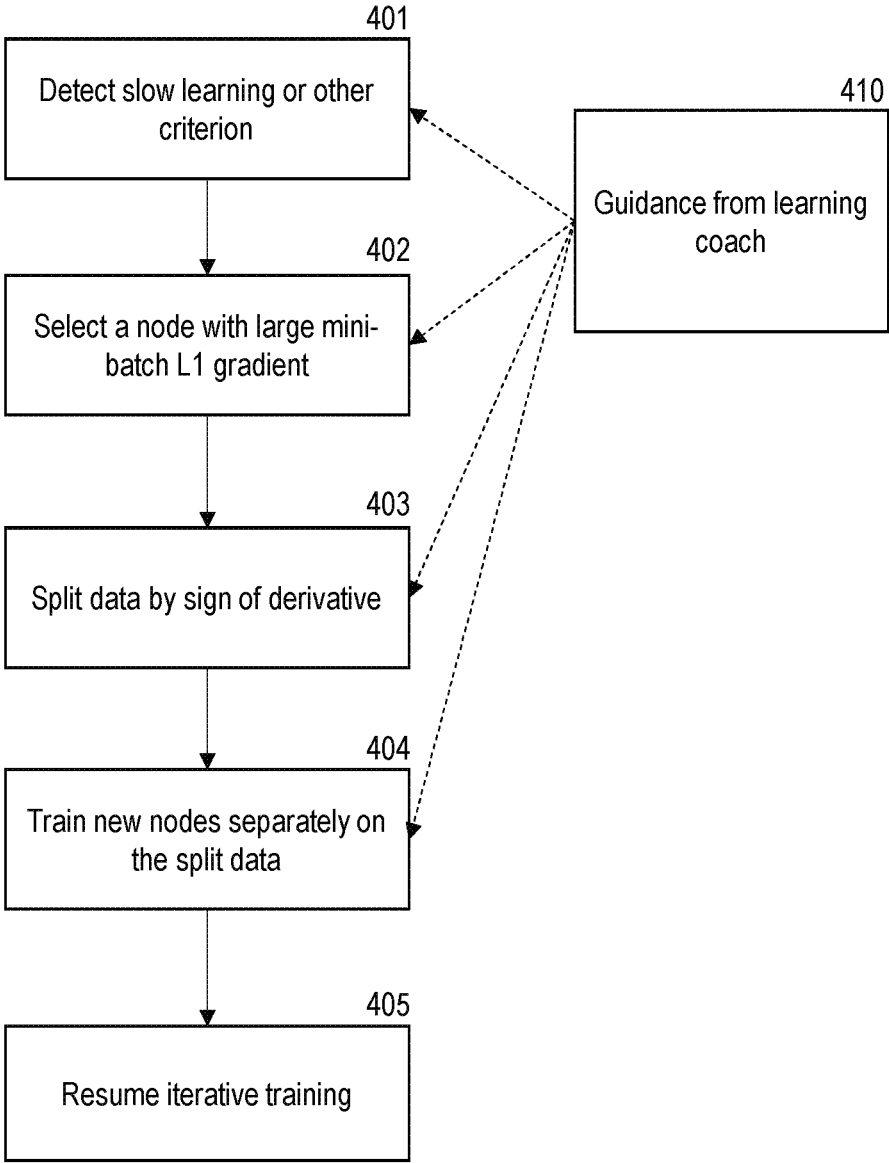 401
Detect slow learning or other
criterion
410
Guidance from learning
coach
402
Select a node with large mini-
batch L1 gradient
403
Split data by sign of derivative
404
Train new nodes separately on
the split data
405
Resume iterative training